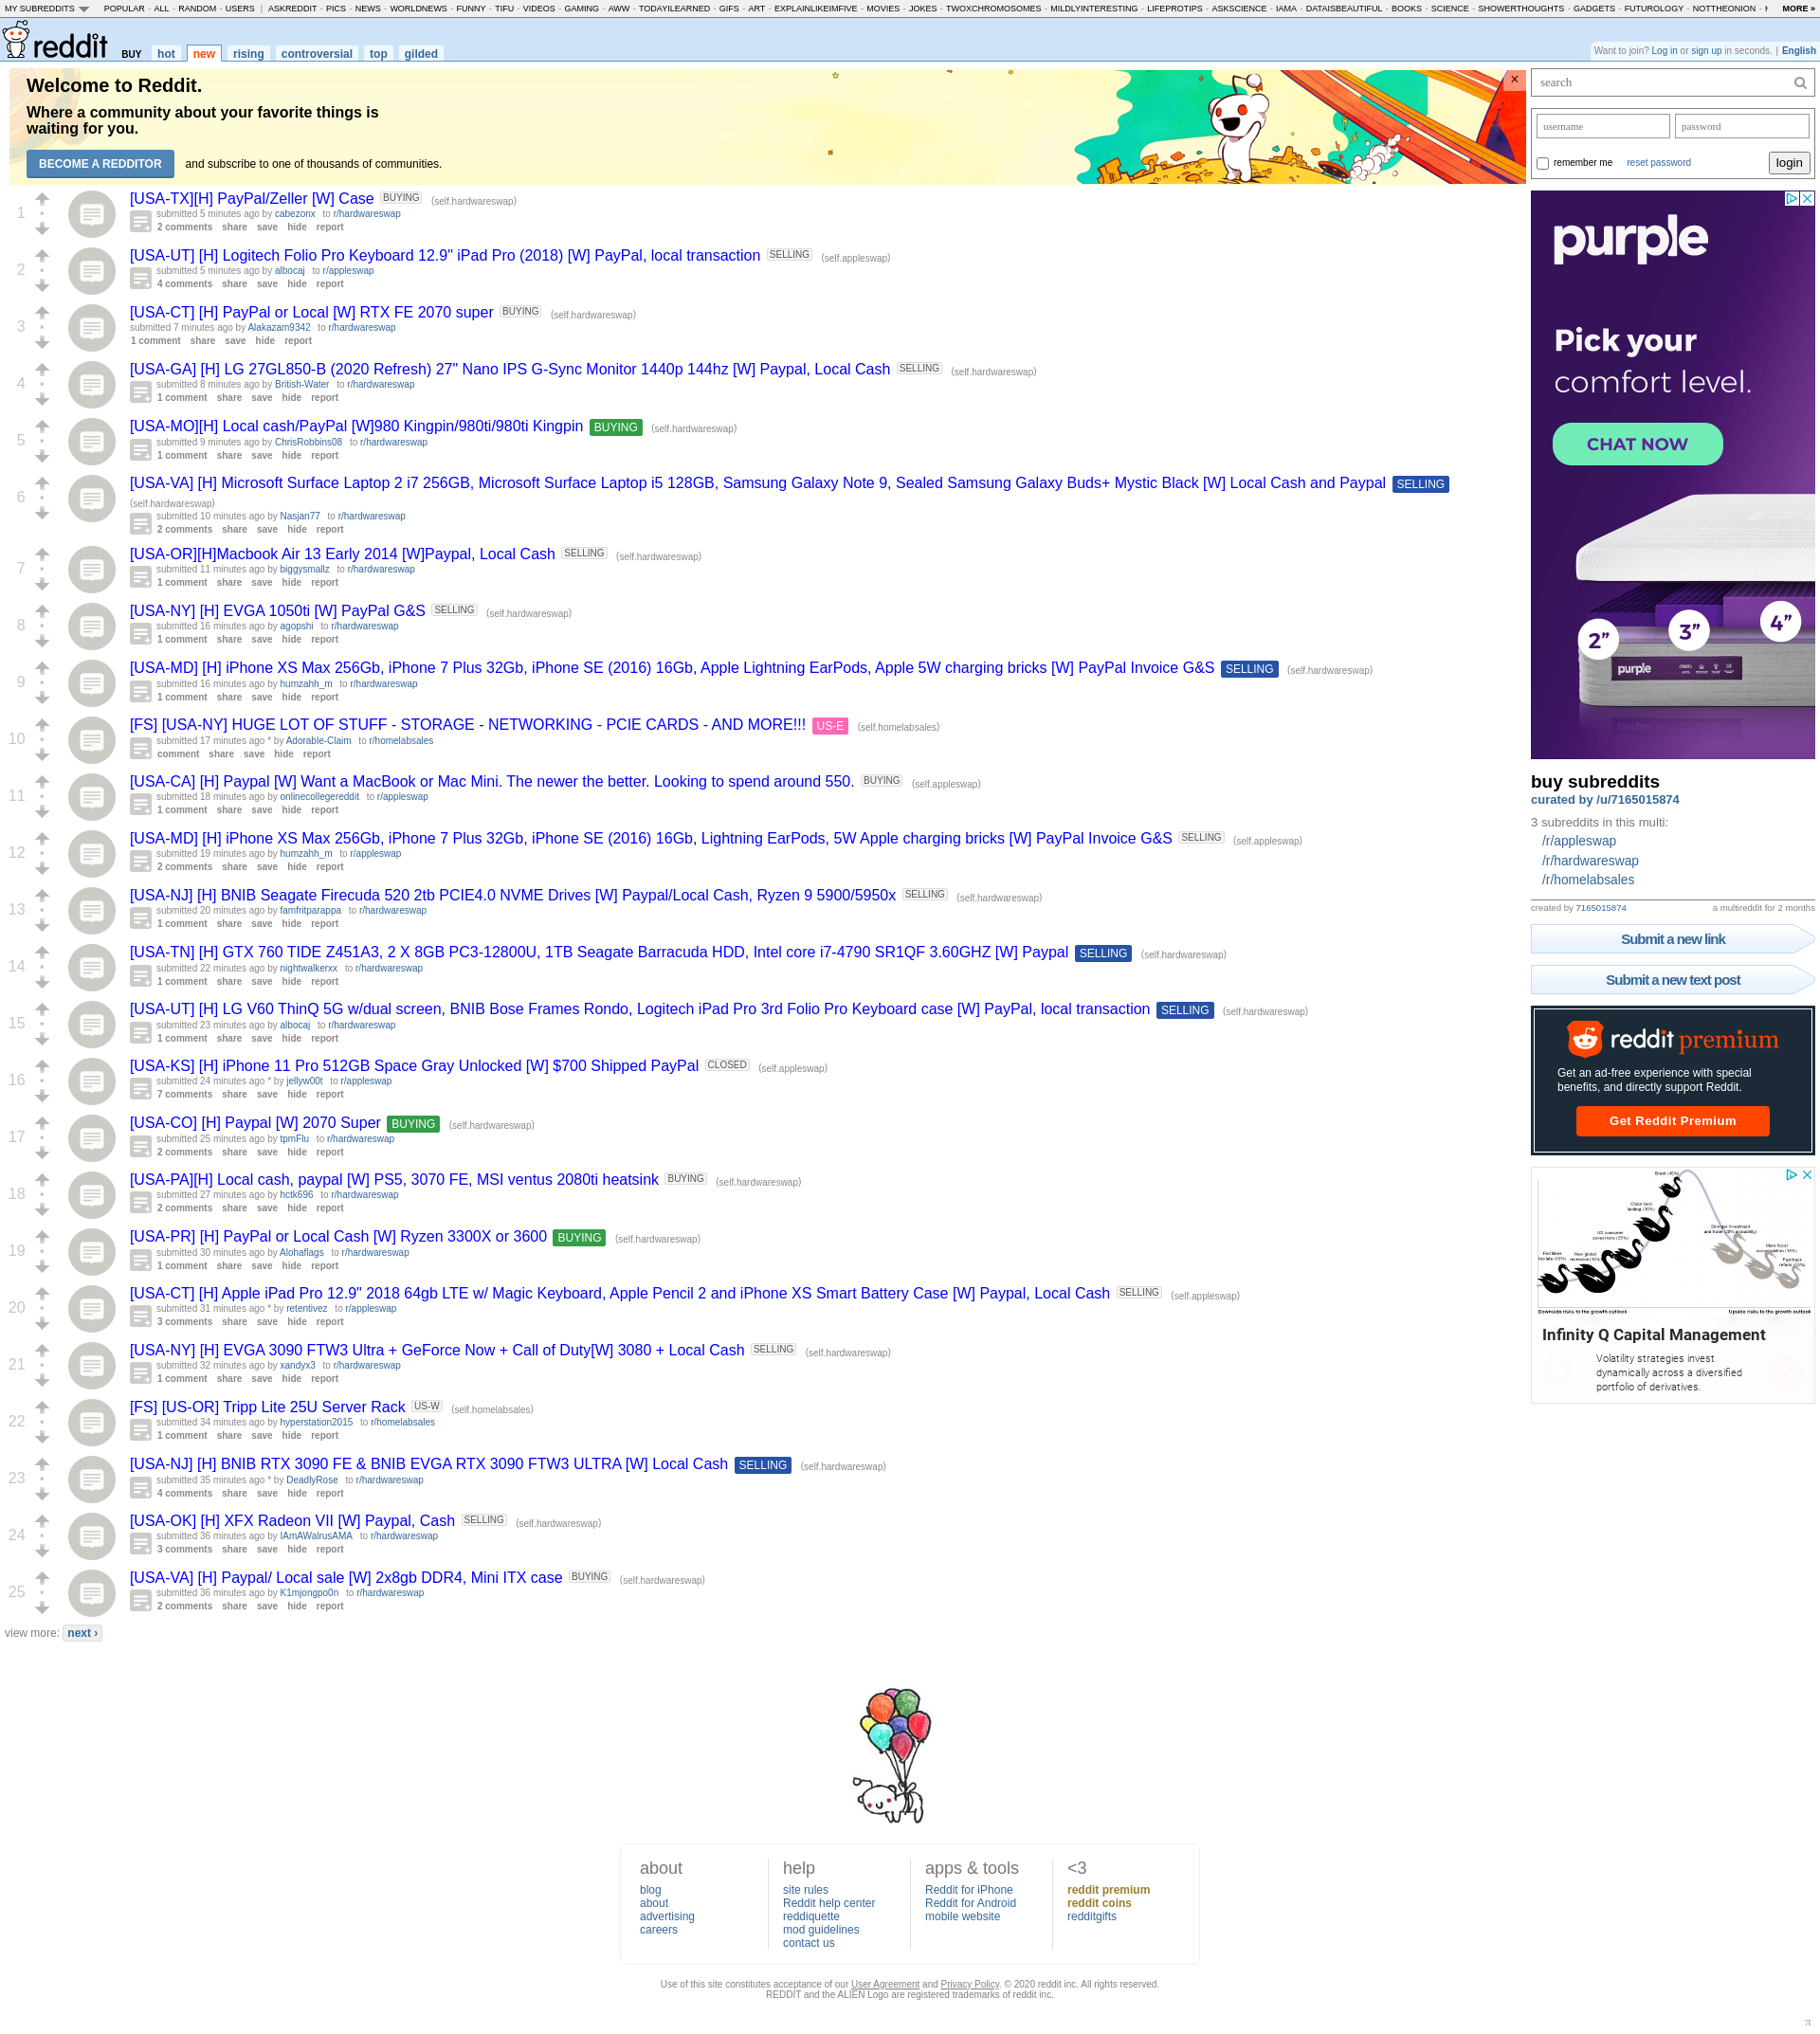 MY SUBREDDITS POPULAR - ALL - RANDOM - USERS | ASKREDDIT - PICS - NEWS - WORLDNEWS - FUNNY - TIFU - VIDEOS - GAMING - AWW - TODAYILEARNED - GIFS - ART - EXPLAINLIKEIMFIVE - MOVIES - JOKES - TWOXCHROMOSOMES - MILDLYINTERESTING - LIFEPROTIPS - ASKSCIENCE - IAMA - DATAISBEAUTIFUL - BOOKS - SCIENCE - SHOWERTHOUGHTS - GADGETS - FUTUROLOGY - NOTTHEONION - MORE »
reddit BUY hot new rising controversial top gilded
Want to join? Log in or sign up in seconds. | English
Welcome to Reddit.
Where a community about your favorite things is
waiting for you.
BECOME A REDDITOR and subscribe to one of thousands of communities.
×
1
[USA-TX][H] PayPal/Zeller [W] Case BUYING (self.hardwareswap)
submitted 5 minutes ago by cabezonx to r/hardwareswap
2 comments share save hide report
2
[USA-UT] [H] Logitech Folio Pro Keyboard 12.9" iPad Pro (2018) [W] PayPal, local transaction SELLING (self.appleswap)
submitted 5 minutes ago by albocaj to r/appleswap
4 comments share save hide report
3
[USA-CT] [H] PayPal or Local [W] RTX FE 2070 super BUYING (self.hardwareswap)
submitted 7 minutes ago by Alakazam9342 to r/hardwareswap
1 comment share save hide report
4
[USA-GA] [H] LG 27GL850-B (2020 Refresh) 27" Nano IPS G-Sync Monitor 1440p 144hz [W] Paypal, Local Cash SELLING (self.hardwareswap)
submitted 8 minutes ago by British-Water to r/hardwareswap
1 comment share save hide report
5
[USA-MO][H] Local cash/PayPal [W]980 Kingpin/980ti/980ti Kingpin BUYING (self.hardwareswap)
submitted 9 minutes ago by ChrisRobbins08 to r/hardwareswap
1 comment share save hide report
6
[USA-VA] [H] Microsoft Surface Laptop 2 i7 256GB, Microsoft Surface Laptop i5 128GB, Samsung Galaxy Note 9, Sealed Samsung Galaxy Buds+ Mystic Black [W] Local Cash and Paypal SELLING
(self.hardwareswap)
submitted 10 minutes ago by Nasjan77 to r/hardwareswap
2 comments share save hide report
7
[USA-OR][H]Macbook Air 13 Early 2014 [W]Paypal, Local Cash SELLING (self.hardwareswap)
submitted 11 minutes ago by biggysmallz to r/hardwareswap
1 comment share save hide report
8
[USA-NY] [H] EVGA 1050ti [W] PayPal G&S SELLING (self.hardwareswap)
submitted 16 minutes ago by agopshi to r/hardwareswap
1 comment share save hide report
9
[USA-MD] [H] iPhone XS Max 256Gb, iPhone 7 Plus 32Gb, iPhone SE (2016) 16Gb, Apple Lightning EarPods, Apple 5W charging bricks [W] PayPal Invoice G&S SELLING (self.hardwareswap)
submitted 16 minutes ago by humzahh_m to r/hardwareswap
1 comment share save hide report
10
[FS] [USA-NY] HUGE LOT OF STUFF - STORAGE - NETWORKING - PCIE CARDS - AND MORE!!! US-E (self.homelabsales)
submitted 17 minutes ago * by Adorable-Claim to r/homelabsales
comment share save hide report
11
[USA-CA] [H] Paypal [W] Want a MacBook or Mac Mini. The newer the better. Looking to spend around 550. BUYING (self.appleswap)
submitted 18 minutes ago by onlinecollegereddit to r/appleswap
1 comment share save hide report
12
[USA-MD] [H] iPhone XS Max 256Gb, iPhone 7 Plus 32Gb, iPhone SE (2016) 16Gb, Lightning EarPods, 5W Apple charging bricks [W] PayPal Invoice G&S SELLING (self.appleswap)
submitted 19 minutes ago by humzahh_m to r/appleswap
2 comments share save hide report
13
[USA-NJ] [H] BNIB Seagate Firecuda 520 2tb PCIE4.0 NVME Drives [W] Paypal/Local Cash, Ryzen 9 5900/5950x SELLING (self.hardwareswap)
submitted 20 minutes ago by famfritparappa to r/hardwareswap
1 comment share save hide report
14
[USA-TN] [H] GTX 760 TIDE Z451A3, 2 X 8GB PC3-12800U, 1TB Seagate Barracuda HDD, Intel core i7-4790 SR1QF 3.60GHZ [W] Paypal SELLING (self.hardwareswap)
submitted 22 minutes ago by nightwalkerxx to r/hardwareswap
1 comment share save hide report
15
[USA-UT] [H] LG V60 ThinQ 5G w/dual screen, BNIB Bose Frames Rondo, Logitech iPad Pro 3rd Folio Pro Keyboard case [W] PayPal, local transaction SELLING (self.hardwareswap)
submitted 23 minutes ago by albocaj to r/hardwareswap
1 comment share save hide report
16
[USA-KS] [H] iPhone 11 Pro 512GB Space Gray Unlocked [W] $700 Shipped PayPal CLOSED (self.appleswap)
submitted 24 minutes ago * by jellyw00t to r/appleswap
7 comments share save hide report
17
[USA-CO] [H] Paypal [W] 2070 Super BUYING (self.hardwareswap)
submitted 25 minutes ago by tpmFlu to r/hardwareswap
2 comments share save hide report
18
[USA-PA][H] Local cash, paypal [W] PS5, 3070 FE, MSI ventus 2080ti heatsink BUYING (self.hardwareswap)
submitted 27 minutes ago by hctk696 to r/hardwareswap
2 comments share save hide report
19
[USA-PR] [H] PayPal or Local Cash [W] Ryzen 3300X or 3600 BUYING (self.hardwareswap)
submitted 30 minutes ago by Alohaflags to r/hardwareswap
1 comment share save hide report
20
[USA-CT] [H] Apple iPad Pro 12.9" 2018 64gb LTE w/ Magic Keyboard, Apple Pencil 2 and iPhone XS Smart Battery Case [W] Paypal, Local Cash SELLING (self.appleswap)
submitted 31 minutes ago * by retentivez to r/appleswap
3 comments share save hide report
21
[USA-NY] [H] EVGA 3090 FTW3 Ultra + GeForce Now + Call of Duty[W] 3080 + Local Cash SELLING (self.hardwareswap)
submitted 32 minutes ago by xandyx3 to r/hardwareswap
1 comment share save hide report
22
[FS] [US-OR] Tripp Lite 25U Server Rack US-W (self.homelabsales)
submitted 34 minutes ago by hyperstation2015 to r/homelabsales
1 comment share save hide report
23
[USA-NJ] [H] BNIB RTX 3090 FE & BNIB EVGA RTX 3090 FTW3 ULTRA [W] Local Cash SELLING (self.hardwareswap)
submitted 35 minutes ago * by DeadlyRose to r/hardwareswap
4 comments share save hide report
24
[USA-OK] [H] XFX Radeon VII [W] Paypal, Cash SELLING (self.hardwareswap)
submitted 36 minutes ago by IAmAWalrusAMA to r/hardwareswap
3 comments share save hide report
25
[USA-VA] [H] Paypal/ Local sale [W] 2x8gb DDR4, Mini ITX case BUYING (self.hardwareswap)
submitted 36 minutes ago by K1mjongpo0n to r/hardwareswap
2 comments share save hide report
view more: next ›
search
username password
remember me reset password login
purple
Pick your
comfort level.
CHAT NOW
2” 3” 4”
purple
buy subreddits
curated by /u/7165015874
3 subreddits in this multi:
/r/appleswap
/r/hardwareswap
/r/homelabsales
created by 7165015874 a multireddit for 2 months
Submit a new link
Submit a new text post
reddit premium
Get an ad-free experience with special
benefits, and directly support Reddit.
Get Reddit Premium
Downside risks to the growth outlook Upside risks to the growth outlook
Infinity Q Capital Management
Volatility strategies invest
dynamically across a diversified
portfolio of derivatives.
about
blog
about
advertising
careers
help
site rules
Reddit help center
reddiquette
mod guidelines
contact us
apps & tools
Reddit for iPhone
Reddit for Android
mobile website
<3
reddit premium
reddit coins
redditgifts
Use of this site constitutes acceptance of our User Agreement and Privacy Policy. © 2020 reddit inc. All rights reserved.
REDDIT and the ALIEN Logo are registered trademarks of reddit inc.
π